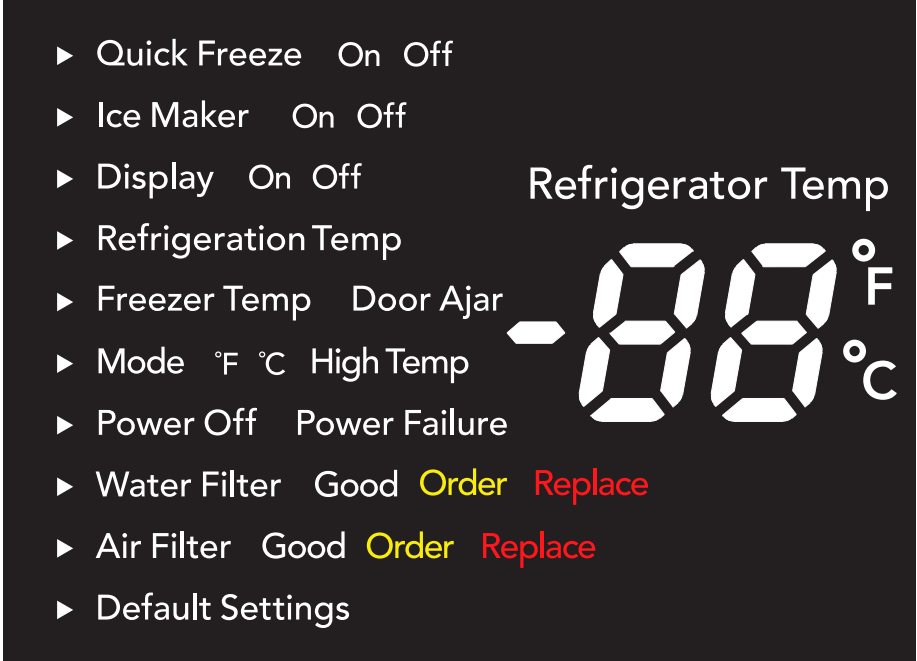 ▶ Quick Freeze On Off
▶ Ice Maker On Off
▶ Display On Off
Refrigerator Temp
▶ Refrigeration Temp
▶ Freezer Temp Door Ajar
-88 °F °C
▶ Mode °F °C High Temp
▶ Power Off Power Failure
▶ Water Filter Good Order Replace
▶ Air Filter Good Order Replace
▶ Default Settings